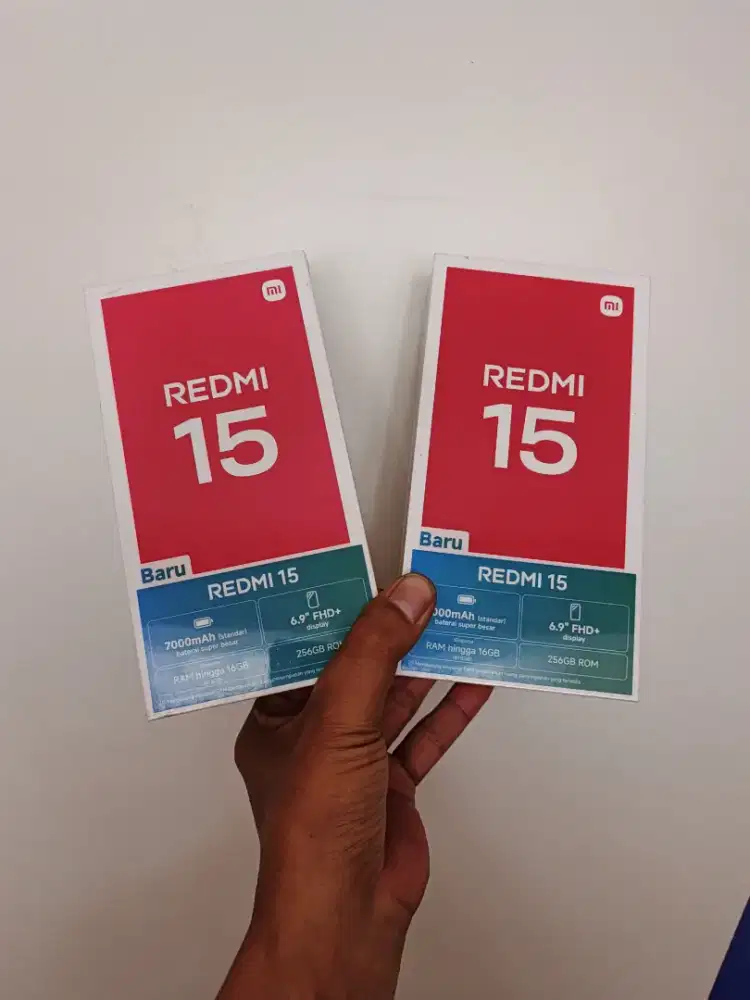 mi
REDMI
15
Baru
REDMI 15
7000mAh (standar)
baterai super besar
6.9" FHD+
display
RAM hingga 16GB
256GB RO
mi
REDMI
15
Baru
REDMI 15
000mAh (standar)
baterai super besar
6.9" FHD+
display
RAM hingga 16GB
256GB ROM